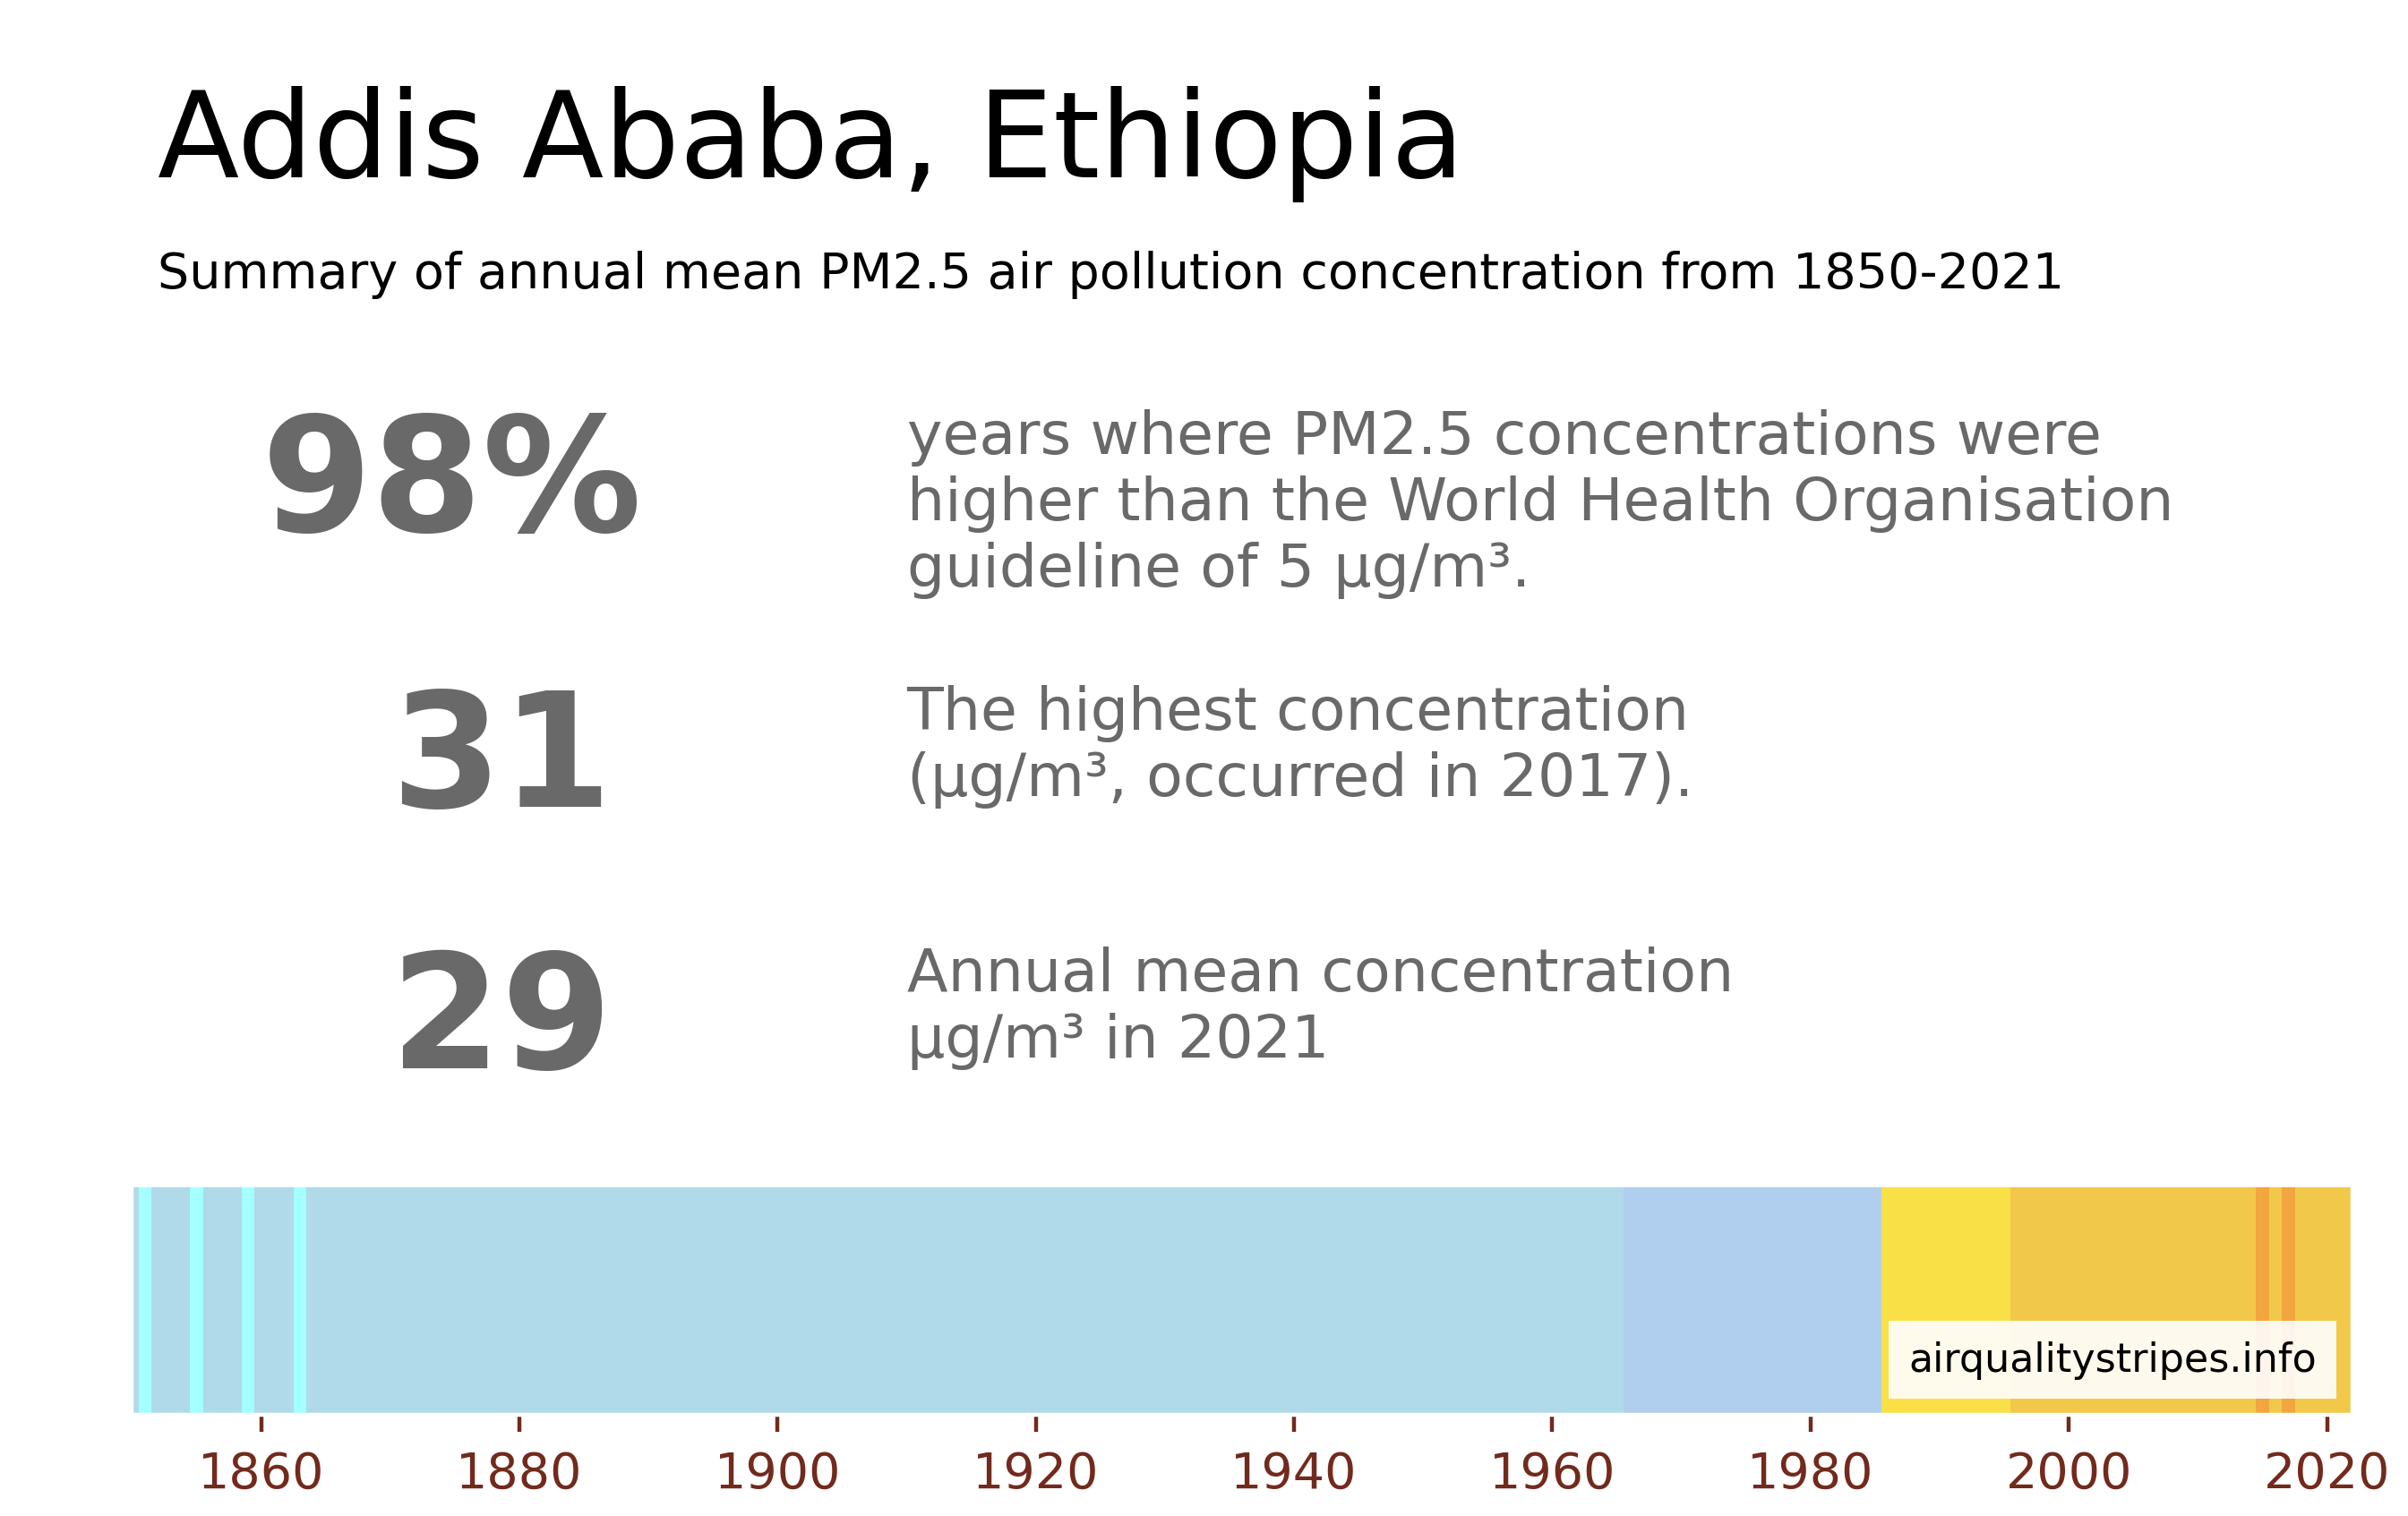 Addis Ababa, Ethiopia
Summary of annual mean PM2.5 air pollution concentration from 1850-2021
98%
years where PM2.5 concentrations were
higher than the World Health Organisation
guideline of 5 µg/m³.
31
The highest concentration
(µg/m³, occurred in 2017).
29
Annual mean concentration
µg/m³ in 2021
airqualitystripes.info
1860 1880 1900 1920 1940 1960 1980 2000 2020